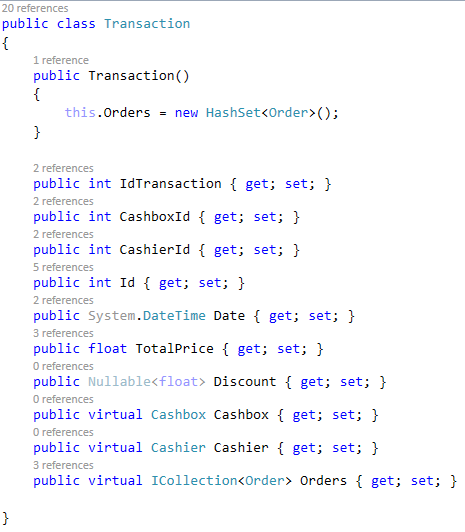 20 references
public class Transaction
{
1 reference
public Transaction()
{
this.Orders = new HashSet<Order>();
}
2 references
public int IdTransaction { get; set; }
2 references
public int CashboxId { get; set; }
2 references
public int CashierId { get; set; }
5 references
public int Id { get; set; }
2 references
public System.DateTime Date { get; set; }
3 references
public float TotalPrice { get; set; }
0 references
public Nullable<float> Discount { get; set; }
0 references
public virtual Cashbox Cashbox { get; set; }
0 references
public virtual Cashier Cashier { get; set; }
3 references
public virtual ICollection<Order> Orders { get; set; }
}